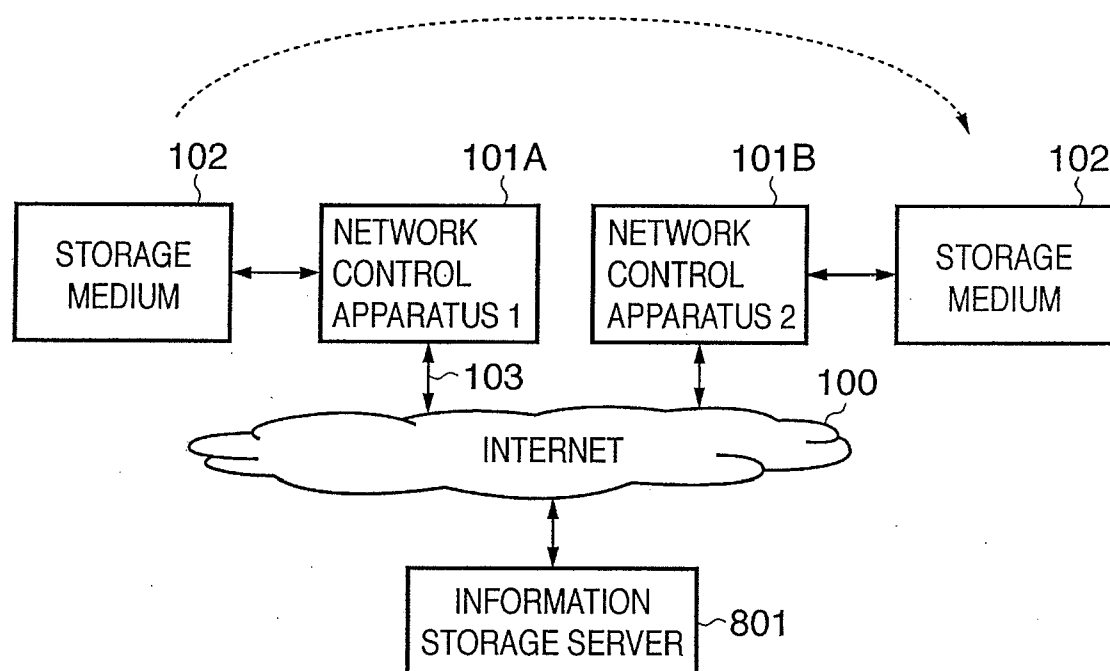 102
101A
101B
102
STORAGE
MEDIUM
NETWORK
CONTROL
APPARATUS 1
NETWORK
CONTROL
APPARATUS 2
STORAGE
MEDIUM
103
100
INTERNET
INFORMATION
STORAGE SERVER
801